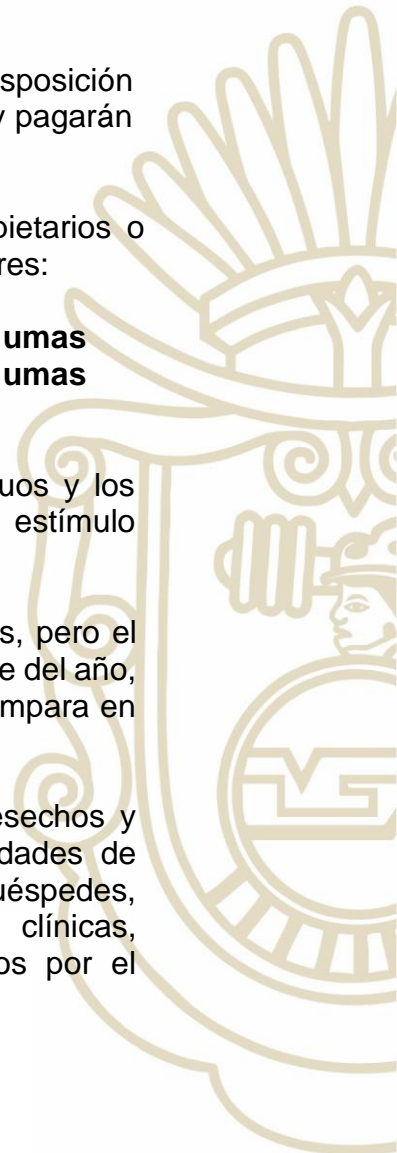 sposición
pagarán
pietarios o
res:
umas
umas
uos y los
estímulo
s, pero el
e del año,
mpara en
esechos y
dades de
uéspedes,
clínicas,
os por el